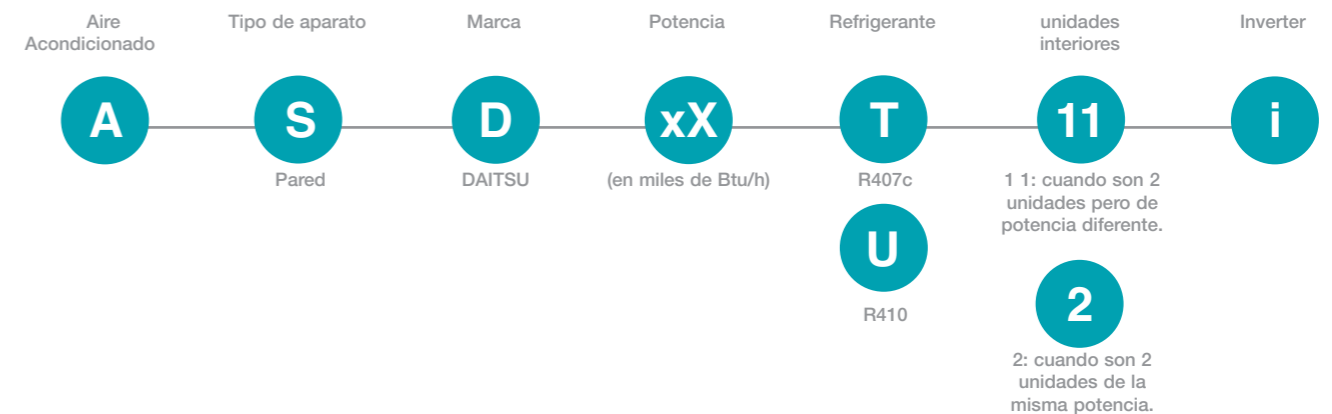 Aire
Acondicionado
Tipo de aparato
Marca
Potencia
Refrigerante
unidades
interiores
Inverter
A
S
D
xX
T
11
i
Pared
DAITSU
(en miles de Btu/h)
R407c
1 1: cuando son 2
unidades pero de
potencia diferente.
U
R410
2
2: cuando son 2
unidades de la
misma potencia.